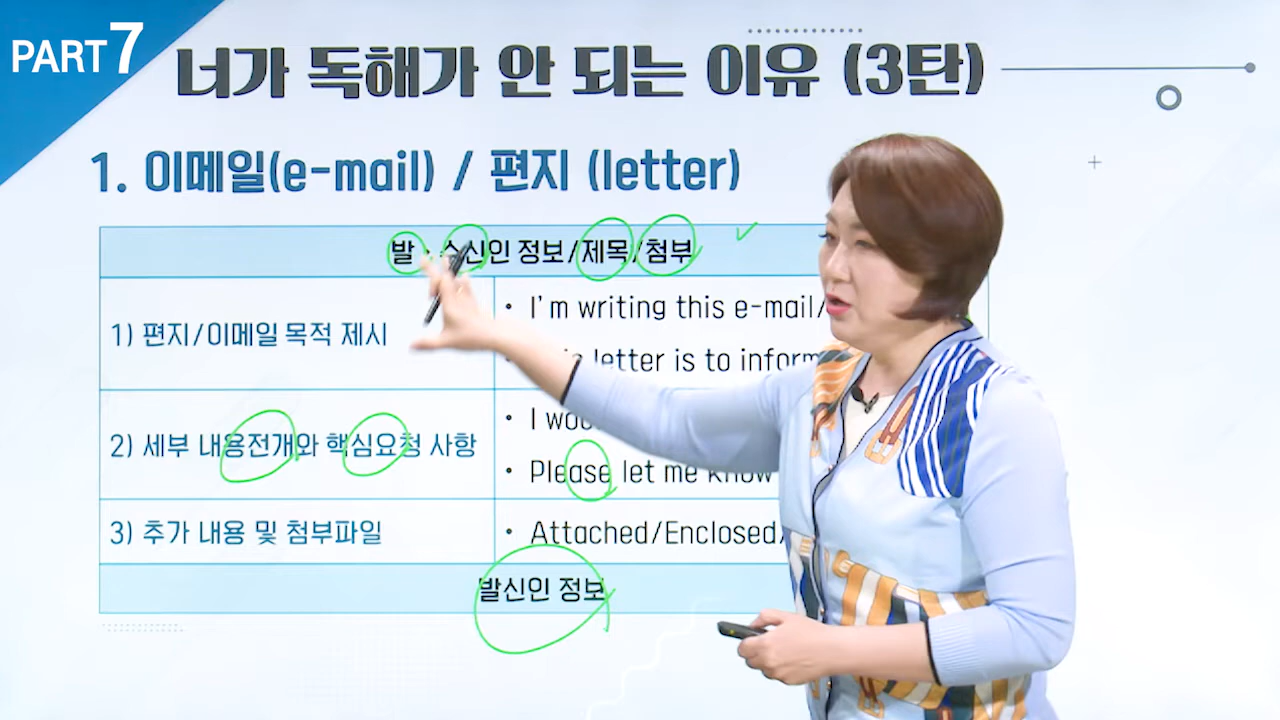 PART 7
너가 독해가 안 되는 이유 (3탄)
1. 이메일(e-mail) / 편지 (letter)
발·수신인 정보/제목/첨부
1) 편지/이메일 목적 제시
• I'm writing this e-mail/
letter is to inform
2) 세부 내용전개와 핵심요청 사항
• I
• Please let me know
3) 추가 내용 및 첨부파일
• Attached/Enclosed/
발신인 정보